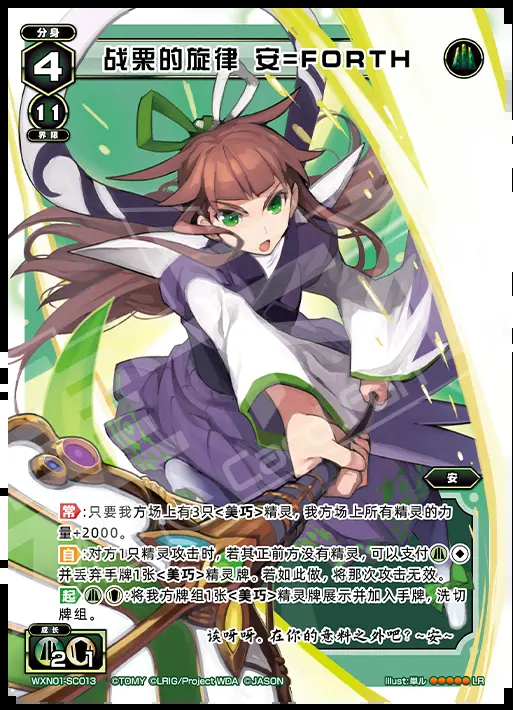 分身
4
战栗的旋律 安=FORTH
11
界限
安
常:只要我方场上有3只<美巧>精灵,我方场上所有精灵的力
量+2000。
自:对方1只精灵攻击时,若其正前方没有精灵,可以支付
并丢弃手牌1张<美巧>精灵牌。若如此做,将那次攻击无效。
起:将我方牌组1张<美巧>精灵牌展示并加入手牌,洗切
牌组。
诶呀呀。在你的意料之外吧?~安~
成长
2 1
WXN01-SC013 ©TOMY ©LRIG/Project WDA ©JASON Illust:単ル LR